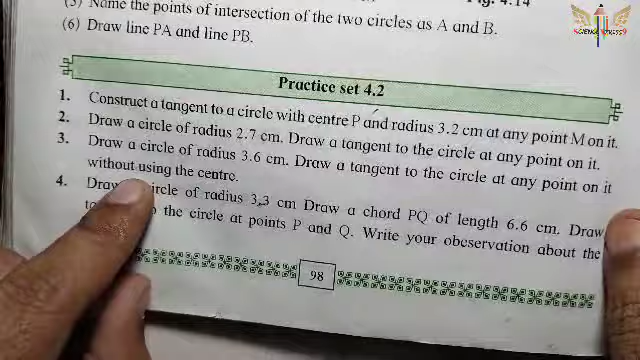 (5) Name the points of intersection of the two circles as A and B.
Fig. 4.14
(6) Draw line PA and line PB.
Practice set 4.2
1. Construct a tangent to a circle with centre P and radius 3.2 cm at any point M on it.
2. Draw a circle of radius 2.7 cm. Draw a tangent to the circle at any point on it.
3. Draw a circle of radius 3.6 cm. Draw a tangent to the circle at any point on it
without using the centre.
4. Draw circle of radius 3.3 cm Draw a chord PQ of length 6.6 cm. Draw
to the circle at points P and Q. Write your observation about the
98